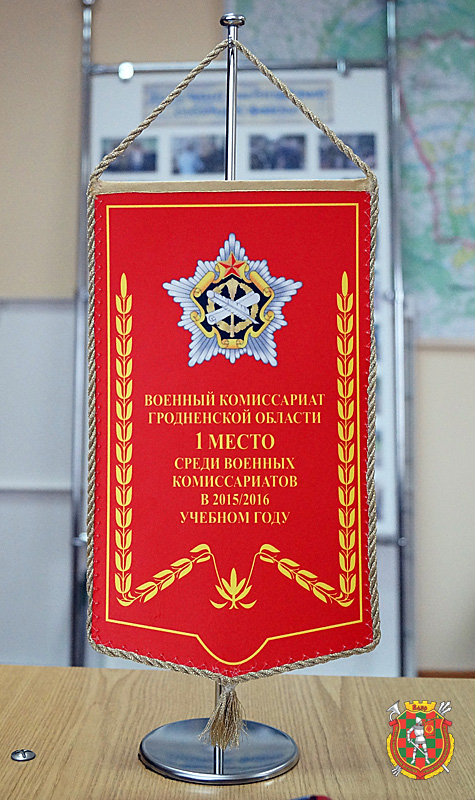 ВОЕННЫЙ КОМИССАРИАТ
ГРОДНЕНСКОЙ ОБЛАСТИ
1 МЕСТО
СРЕДИ ВОЕННЫХ
КОМИССАРИАТОВ
В 2015/2016
УЧЕБНОМ ГОДУ